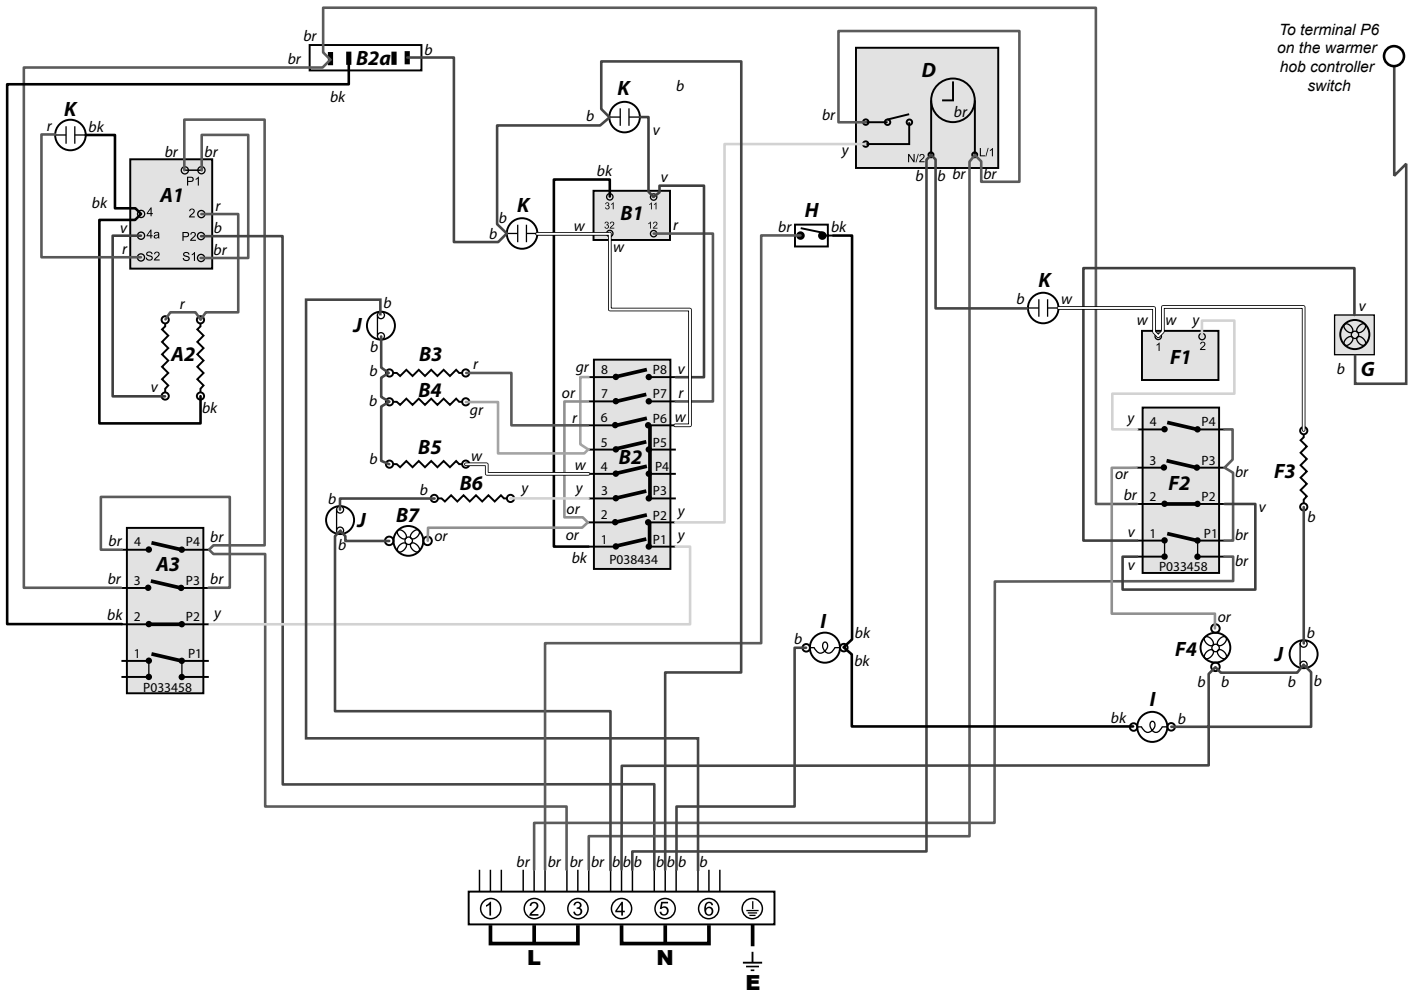 br
br
B2a
b
bk
K
r
bk
br
br
P1
A1
bk
4
2
r
v
4a
P2
b
r
S2
S1
br
r
A2
v
bk
K
b
b
v
bk
v
31
11
B1
32
12
r
K
b
b
w
w
D
br
br
y
N/2
L/1
b
b
br
br
To terminal P6
on the warmer
hob controller
switch
H
br
bk
K
b
w
w
w
y
1
2
F1
v
G
b
b
J
b
b
B3
r
b
B4
gr
b
B5
w
B6
b
y
b
J
b
B7
or
gr
8
P8
v
or
7
P7
r
r
6
P6
w
5
P5
B2
w
4
P4
y
3
P3
or
2
P2
y
or
1
P1
y
bk
P038434
y
4
P4
or
3
P3
br
F2
br
2
P2
v
v
1
P1
br
v
br
P033458
F3
b
br
4
P4
br
A3
br
3
P3
br
bk
2
P2
y
1
P1
P033458
I
b
bk
bk
or
F4
b
b
J
b
b
b
I
bk
b
br
br
br
b
b
b
b
b
b
b
1
2
3
4
5
6
L
N
E